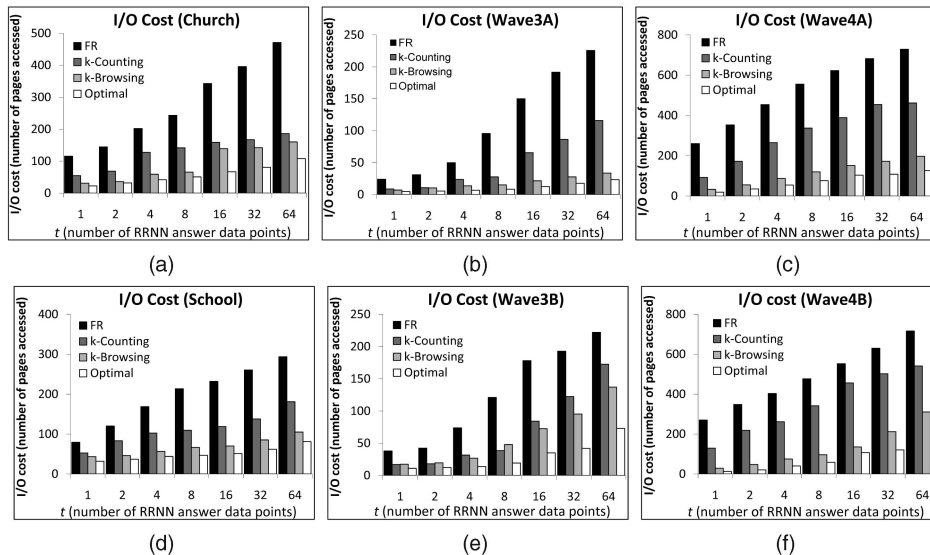 I/O Cost (Church)
I/O cost (number of pages accessed)
500
400
300
200
100
0
FR
k-Counting
k-Browsing
Optimal
1 2 4 8 16 32 64
t (number of RRNN answer data points)
(a)
I/O Cost (Wave3A)
I/O cost (number of pages accessed)
250
200
150
100
50
0
FR
k-Counting
k-Browsing
Optimal
1 2 4 8 16 32 64
t (number of RRNN answer data points)
(b)
I/O Cost (Wave4A)
I/O cost (number of pages accessed)
800
600
400
200
0
FR
k-Counting
k-Browsing
Optimal
1 2 4 8 16 32 64
t (number of RRNN answer data points)
(c)
I/O Cost (School)
I/O cost (number of pages accessed)
400
300
200
100
0
FR
k-Counting
k-Browsing
Optimal
1 2 4 8 16 32 64
t (number of RRNN answer data points)
(d)
I/O Cost (Wave3B)
I/O cost (number of pages accessed)
250
200
150
100
50
0
FR
k-Counting
k-Browsing
Optimal
1 2 4 8 16 32 64
t (number of RRNN answer data points)
(e)
I/O cost (Wave4B)
I/O cost (number of pages accessed)
800
600
400
200
0
FR
k-Counting
k-Browsing
Optimal
1 2 4 8 16 32 64
t (number of RRNN answer data points)
(f)